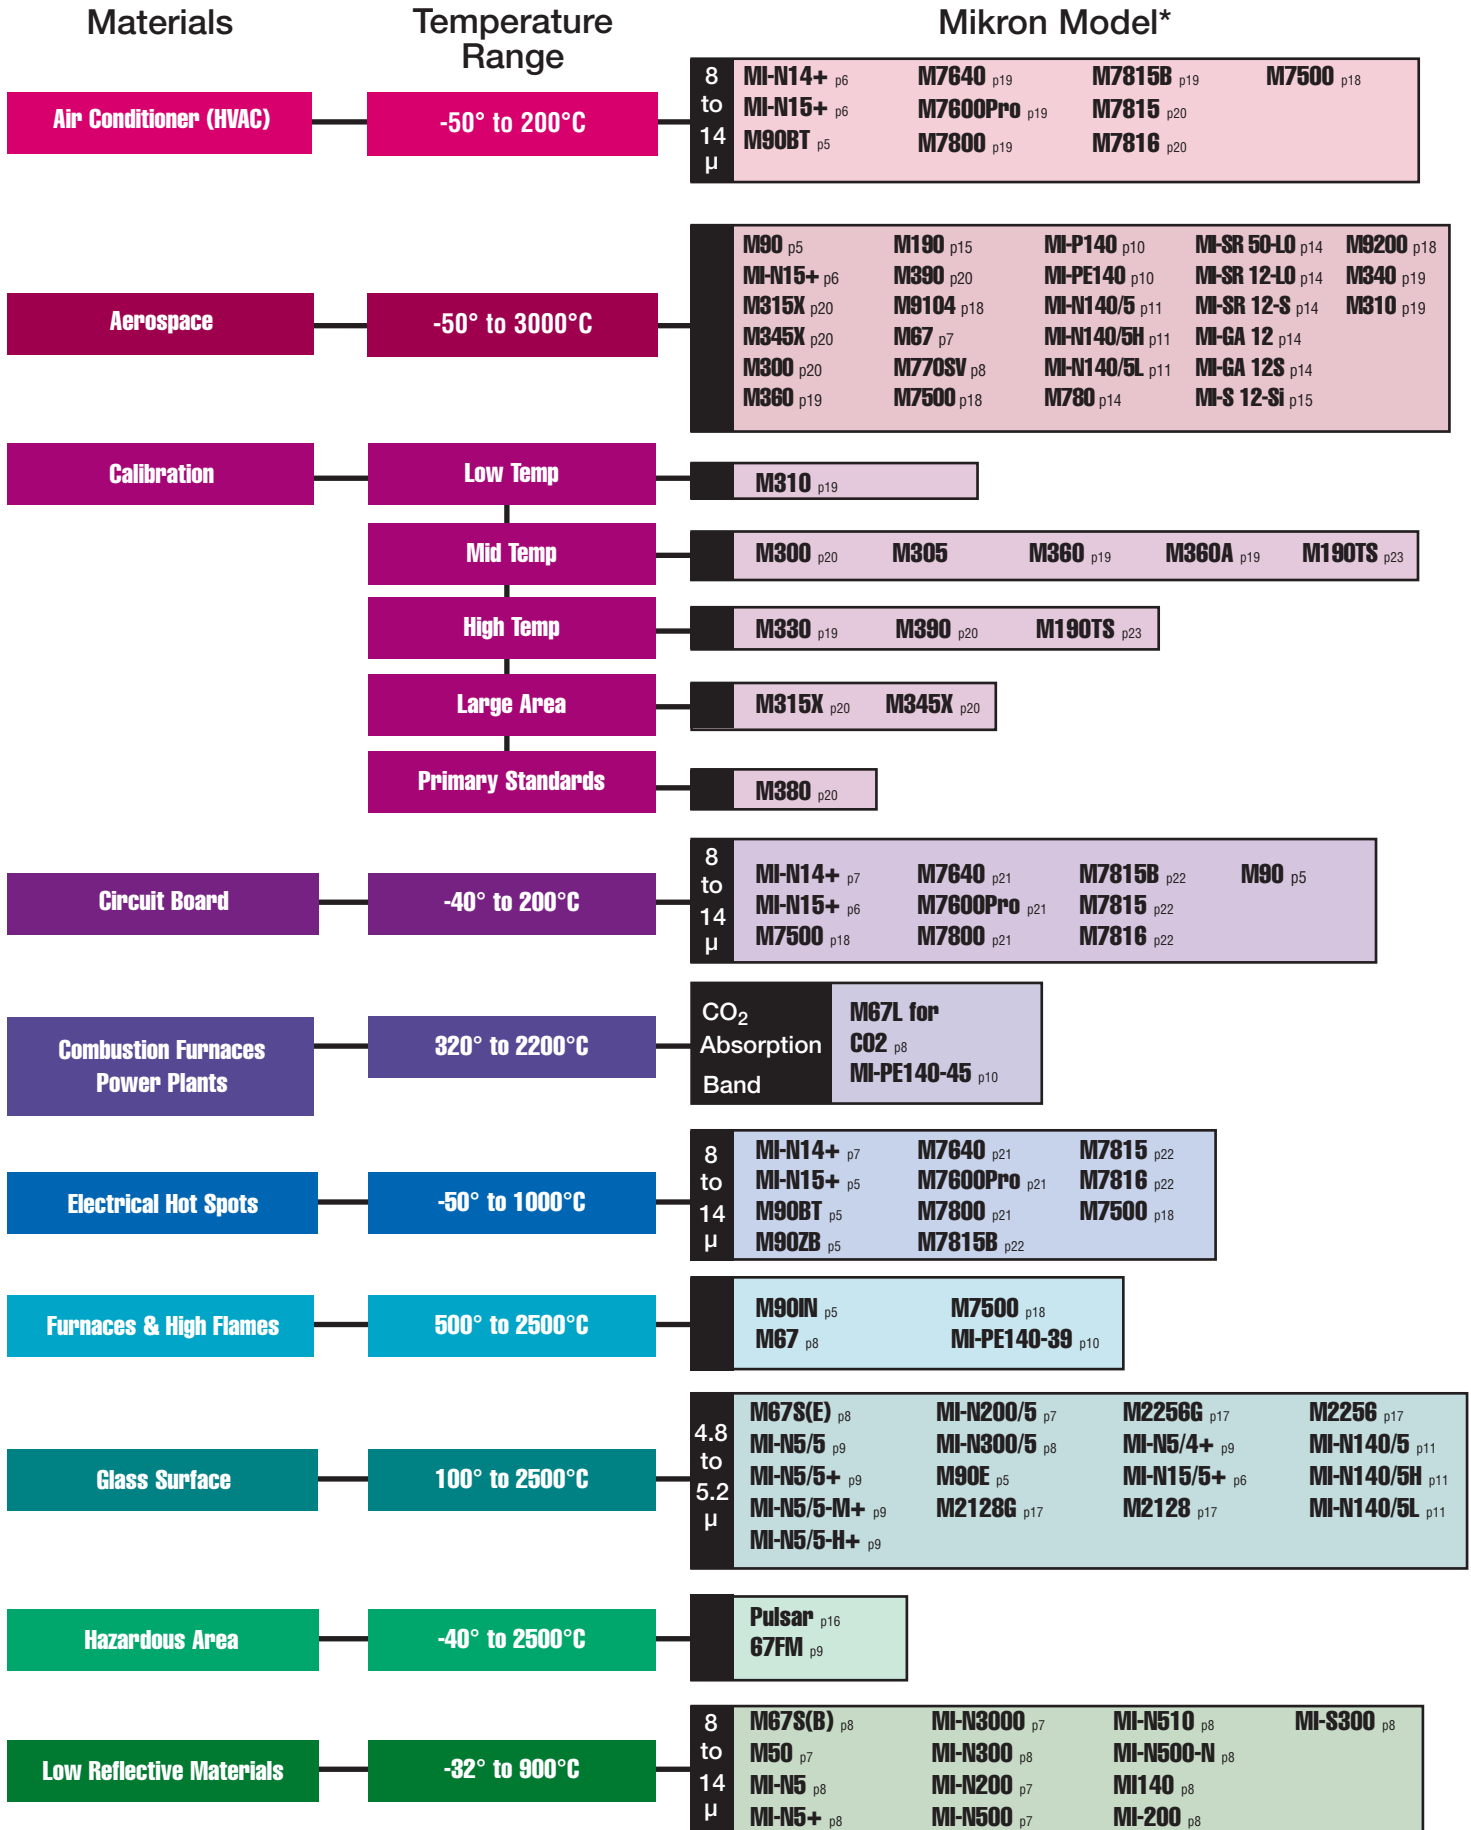 Materials
Temperature
Range
Mikron Model*
Air Conditioner (HVAC)
-50° to 200°C
8
to
14
µ
MI-N14+ p6 M7640 p19 M7815B p19 M7500 p18
MI-N15+ p6 M7600Pro p19 M7815 p20
M90BT p5 M7800 p19 M7816 p20
Aerospace
-50° to 3000°C
M90 p5 M190 p15 MI-P140 p10 MI-SR 50-LO p14 M9200 p18
MI-N15+ p6 M390 p20 MI-PE140 p10 MI-SR 12-LO p14 M340 p19
M315X p20 M9104 p18 MI-N140/5 p11 MI-SR 12-S p14 M310 p19
M345X p20 M67 p7 MI-N140/5H p11 MI-GA 12 p14
M300 p20 M770SV p8 MI-N140/5L p11 MI-GA 12S p14
M360 p19 M7500 p18 M780 p14 MI-S 12-Si p15
Calibration
Low Temp
M310 p19
Mid Temp
M300 p20 M305 M360 p19 M360A p19 M190TS p23
High Temp
M330 p19 M390 p20 M190TS p23
Large Area
M315X p20 M345X p20
Primary Standards
M380 p20
Circuit Board
-40° to 200°C
8
to
14
µ
MI-N14+ p7 M7640 p21 M7815B p22 M90 p5
MI-N15+ p6 M7600Pro p21 M7815 p22
M7500 p18 M7800 p21 M7816 p22
Combustion Furnaces
Power Plants
320° to 2200°C
CO2
Absorption
Band
M67L for
CO2 p8
MI-PE140-45 p10
Electrical Hot Spots
-50° to 1000°C
8
to
14
µ
MI-N14+ p7 M7640 p21 M7815 p22
MI-N15+ p5 M7600Pro p21 M7816 p22
M90BT p5 M7800 p21 M7500 p18
M90ZB p5 M7815B p22
Furnaces & High Flames
500° to 2500°C
M90IN p5 M7500 p18
M67 p8 MI-PE140-39 p10
Glass Surface
100° to 2500°C
4.8
to
5.2
µ
M67S(E) p8 MI-N200/5 p7 M2256G p17 M2256 p17
MI-N5/5 p9 MI-N300/5 p8 MI-N5/4+ p9 MI-N140/5 p11
MI-N5/5+ p9 M90E p5 MI-N15/5+ p6 MI-N140/5H p11
MI-N5/5-M+ p9 M2128G p17 M2128 p17 MI-N140/5L p11
MI-N5/5-H+ p9
Hazardous Area
-40° to 2500°C
Pulsar p16
67FM p9
Low Reflective Materials
-32° to 900°C
8
to
14
µ
M67S(B) p8 MI-N3000 p7 MI-N510 p8 MI-S300 p8
M50 p7 MI-N300 p8 MI-N500-N p8
MI-N5 p8 MI-N200 p7 MI140 p8
MI-N5+ p8 MI-N500 p7 MI-200 p8